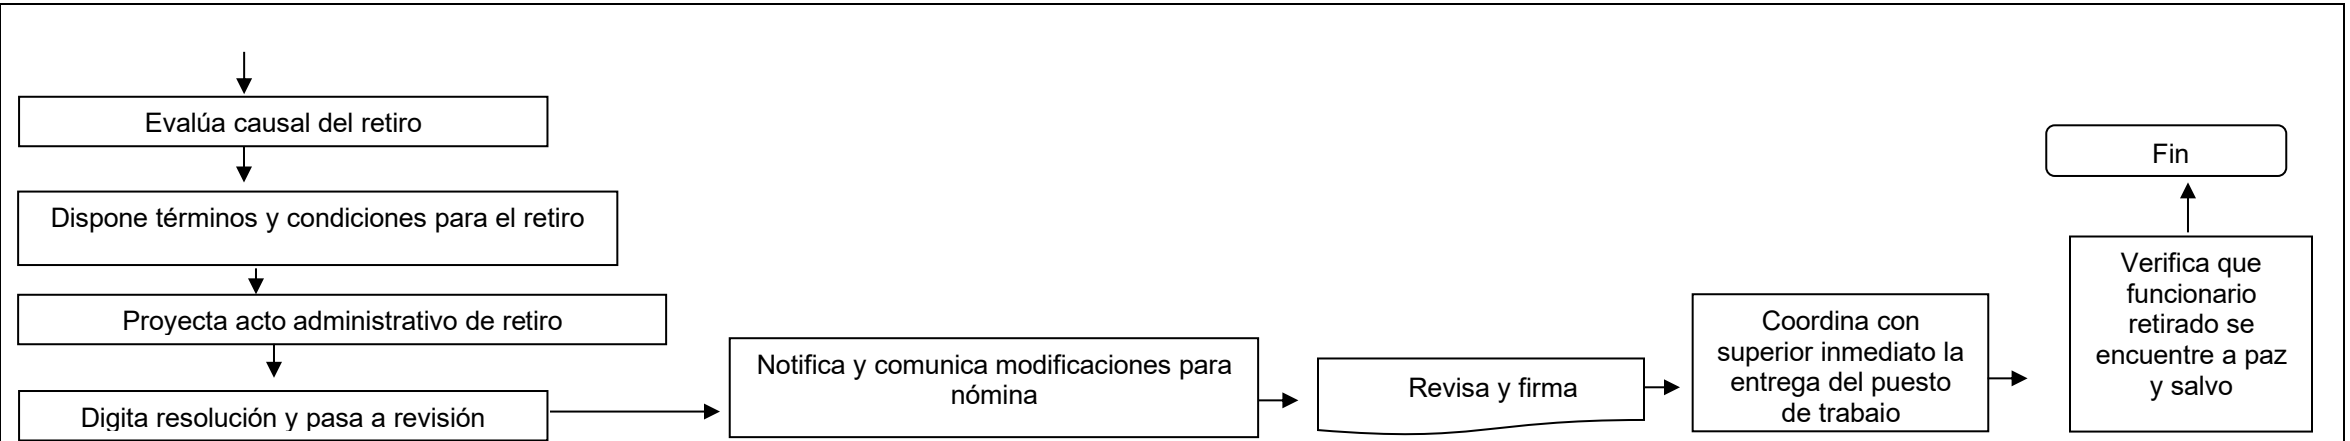 Evalúa causal del retiro
Dispone términos y condiciones para el retiro
Proyecta acto administrativo de retiro
Digita resolución y pasa a revisión
Notifica y comunica modificaciones para
nómina
Revisa y firma
Coordina con
superior inmediato la
entrega del puesto
de trabajo
Verifica que
funcionario
retirado se
encuentre a paz
y salvo
Fin